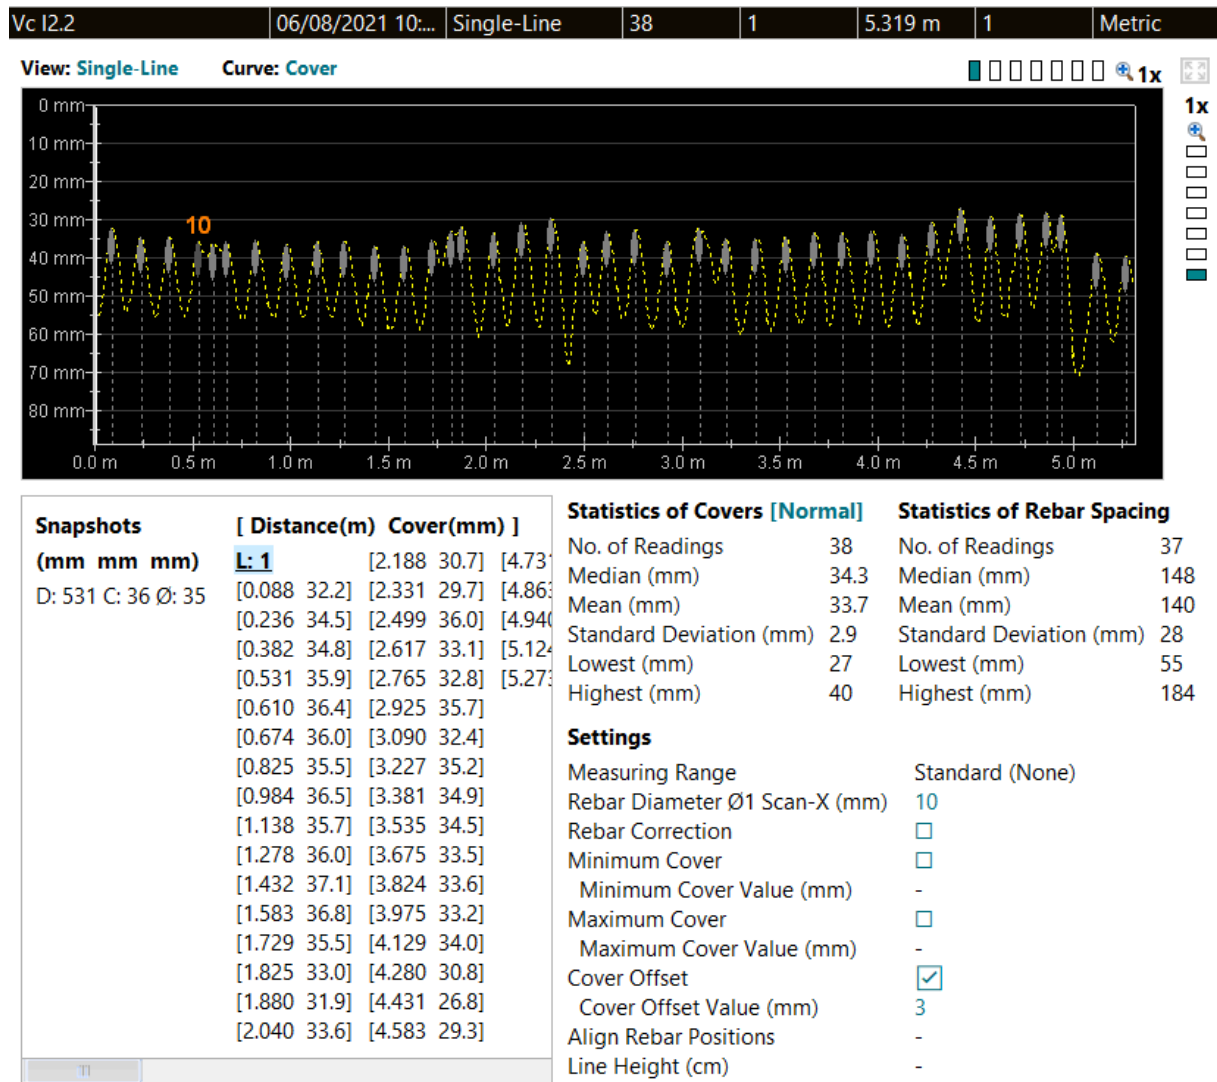 Vc I2.2 06/08/2021 10:... Single-Line 38 1 5.319 m 1 Metric
View: Single-Line Curve: Cover 1x
1x
0 mm
10 mm
20 mm
30 mm
10
40 mm
50 mm
60 mm
70 mm
80 mm
0.0 m 0.5 m 1.0 m 1.5 m 2.0 m 2.5 m 3.0 m 3.5 m 4.0 m 4.5 m 5.0 m
Snapshots
(mm mm mm)
D: 531 C: 36 Ø: 35
[ Distance(m) Cover(mm) ]
L: 1 [2.188 30.7] [4.731
[0.088 32.2] [2.331 29.7] [4.863
[0.236 34.5] [2.499 36.0] [4.940
[0.382 34.8] [2.617 33.1] [5.124
[0.531 35.9] [2.765 32.8] [5.273
[0.610 36.4] [2.925 35.7]
[0.674 36.0] [3.090 32.4]
[0.825 35.5] [3.227 35.2]
[0.984 36.5] [3.381 34.9]
[1.138 35.7] [3.535 34.5]
[1.278 36.0] [3.675 33.5]
[1.432 37.1] [3.824 33.6]
[1.583 36.8] [3.975 33.2]
[1.729 35.5] [4.129 34.0]
[1.825 33.0] [4.280 30.8]
[1.880 31.9] [4.431 26.8]
[2.040 33.6] [4.583 29.3]
Statistics of Covers [Normal]
No. of Readings 38
Median (mm) 34.3
Mean (mm) 33.7
Standard Deviation (mm) 2.9
Lowest (mm) 27
Highest (mm) 40
Statistics of Rebar Spacing
No. of Readings 37
Median (mm) 148
Mean (mm) 140
Standard Deviation (mm) 28
Lowest (mm) 55
Highest (mm) 184
Settings
Measuring Range Standard (None)
Rebar Diameter Ø1 Scan-X (mm) 10
Rebar Correction
Minimum Cover
Minimum Cover Value (mm) -
Maximum Cover
Maximum Cover Value (mm) -
Cover Offset
Cover Offset Value (mm) 3
Align Rebar Positions -
Line Height (cm) -